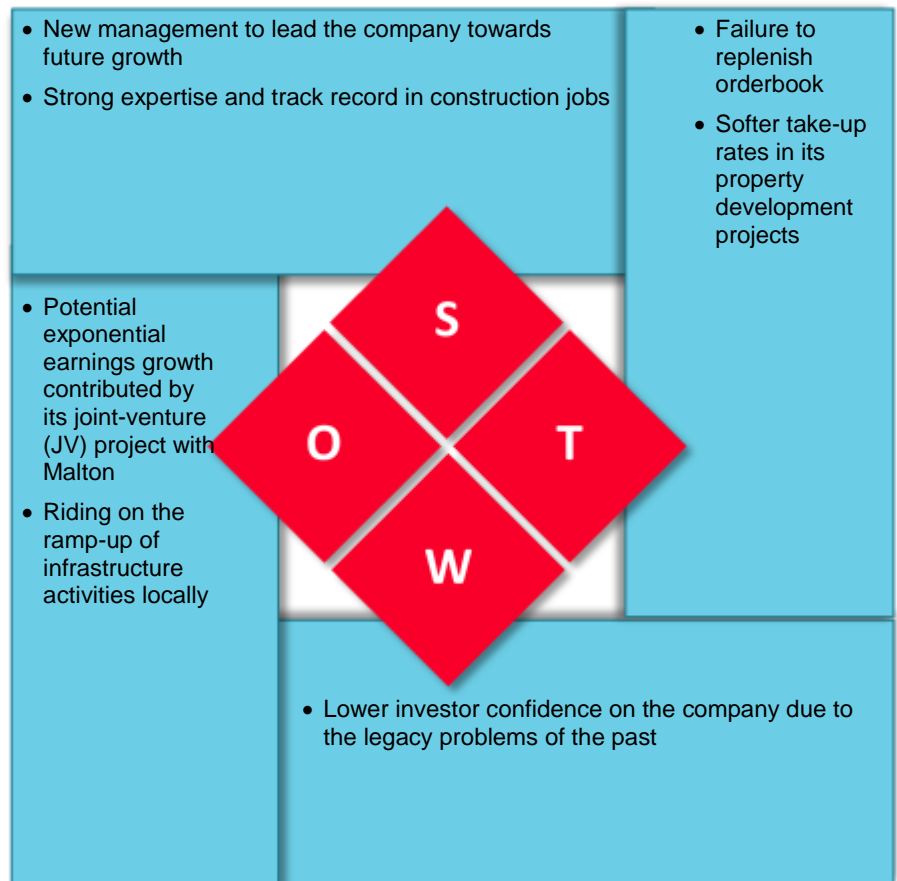 • New management to lead the company towards
future growth
• Strong expertise and track record in construction jobs
• Failure to
replenish
orderbook
• Softer take-up
rates in its
property
development
projects
• Potential
exponential
earnings growth
contributed by
its joint-venture
(JV) project with
Malton
• Riding on the
ramp-up of
infrastructure
activities locally
S
O
T
W
• Lower investor confidence on the company due to
the legacy problems of the past